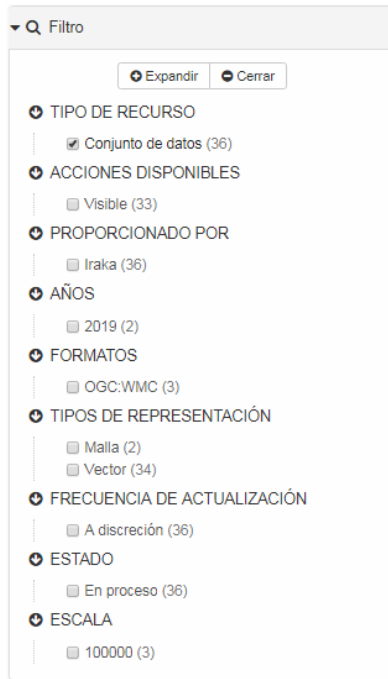 Filtro
Expandir Cerrar
TIPO DE RECURSO
Conjunto de datos (36)
ACCIONES DISPONIBLES
Visible (33)
PROPORCIONADO POR
Iraka (36)
AÑOS
2019 (2)
FORMATOS
OGC:WMC (3)
TIPOS DE REPRESENTACIÓN
Malla (2)
Vector (34)
FRECUENCIA DE ACTUALIZACIÓN
A discreción (36)
ESTADO
En proceso (36)
ESCALA
100000 (3)